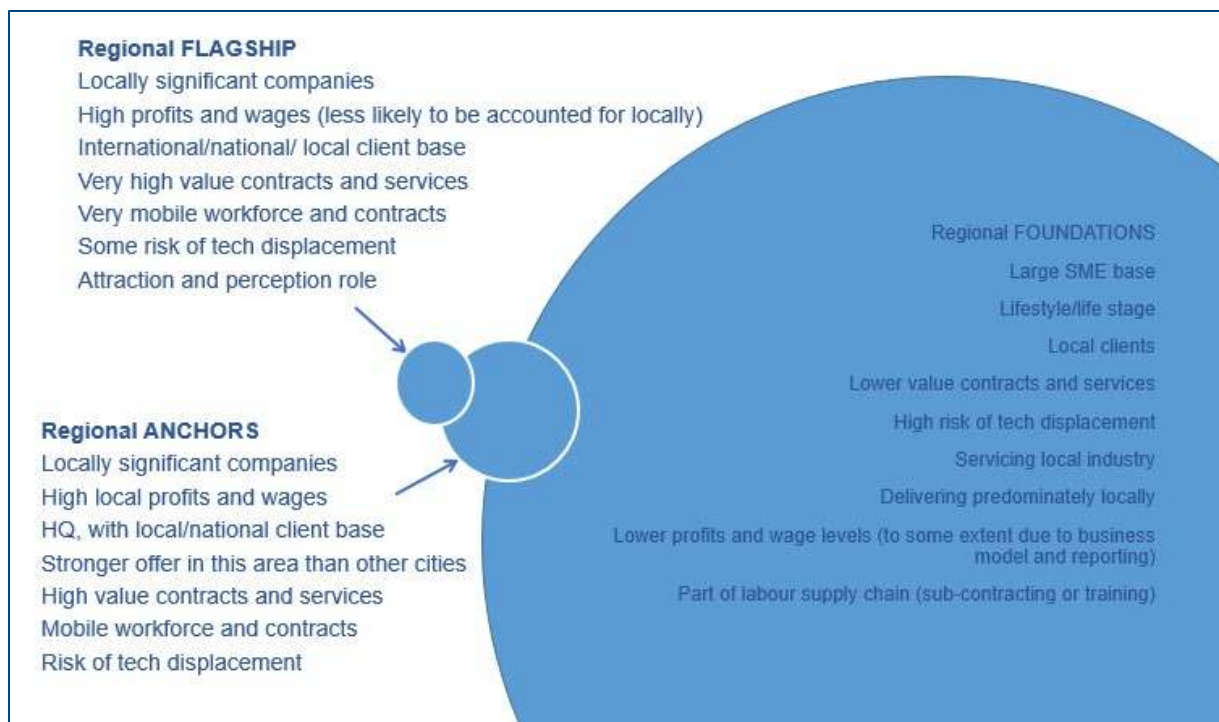 Regional FLAGSHIP
Locally significant companies
High profits and wages (less likely to be accounted for locally)
International/national/ local client base
Very high value contracts and services
Very mobile workforce and contracts
Some risk of tech displacement
Attraction and perception role
Regional ANCHORS
Locally significant companies
High local profits and wages
HQ, with local/national client base
Stronger offer in this area than other cities
High value contracts and services
Mobile workforce and contracts
Risk of tech displacement
Regional FOUNDATIONS
Large SME base
Lifestyle/life stage
Local clients
Lower value contracts and services
High risk of tech displacement
Servicing local industry
Delivering predominately locally
Lower profits and wage levels (to some extent due to business
model and reporting)
Part of labour supply chain (sub-contracting or training)